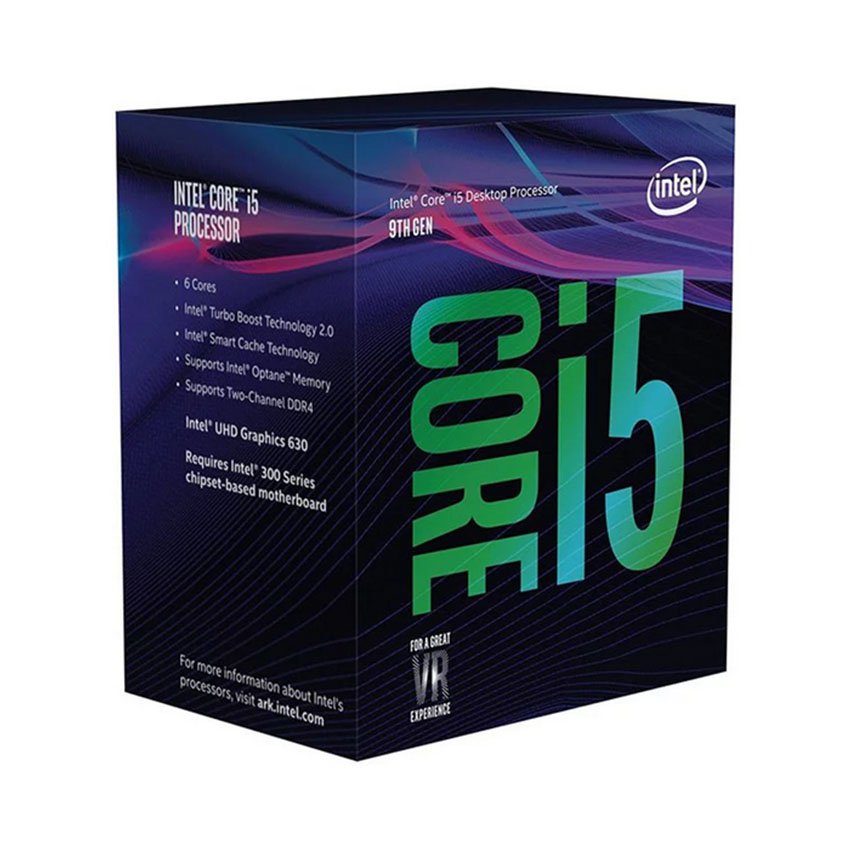 INTEL® CORE™ i5
PROCESSOR
• 6 Cores
• Intel® Turbo Boost Technology 2.0
• Intel® Smart Cache Technology
• Supports Intel® Optane™ Memory
• Supports Two-Channel DDR4
Intel® UHD Graphics 630
Requires Intel® 300 Series
chipset-based motherboard
For more information about Intel's
processors, visit ark.intel.com
Intel® Core™ i5 Desktop Processor
9TH GEN
intel®
CORE
i5
FOR A GREAT
VR
EXPERIENCE